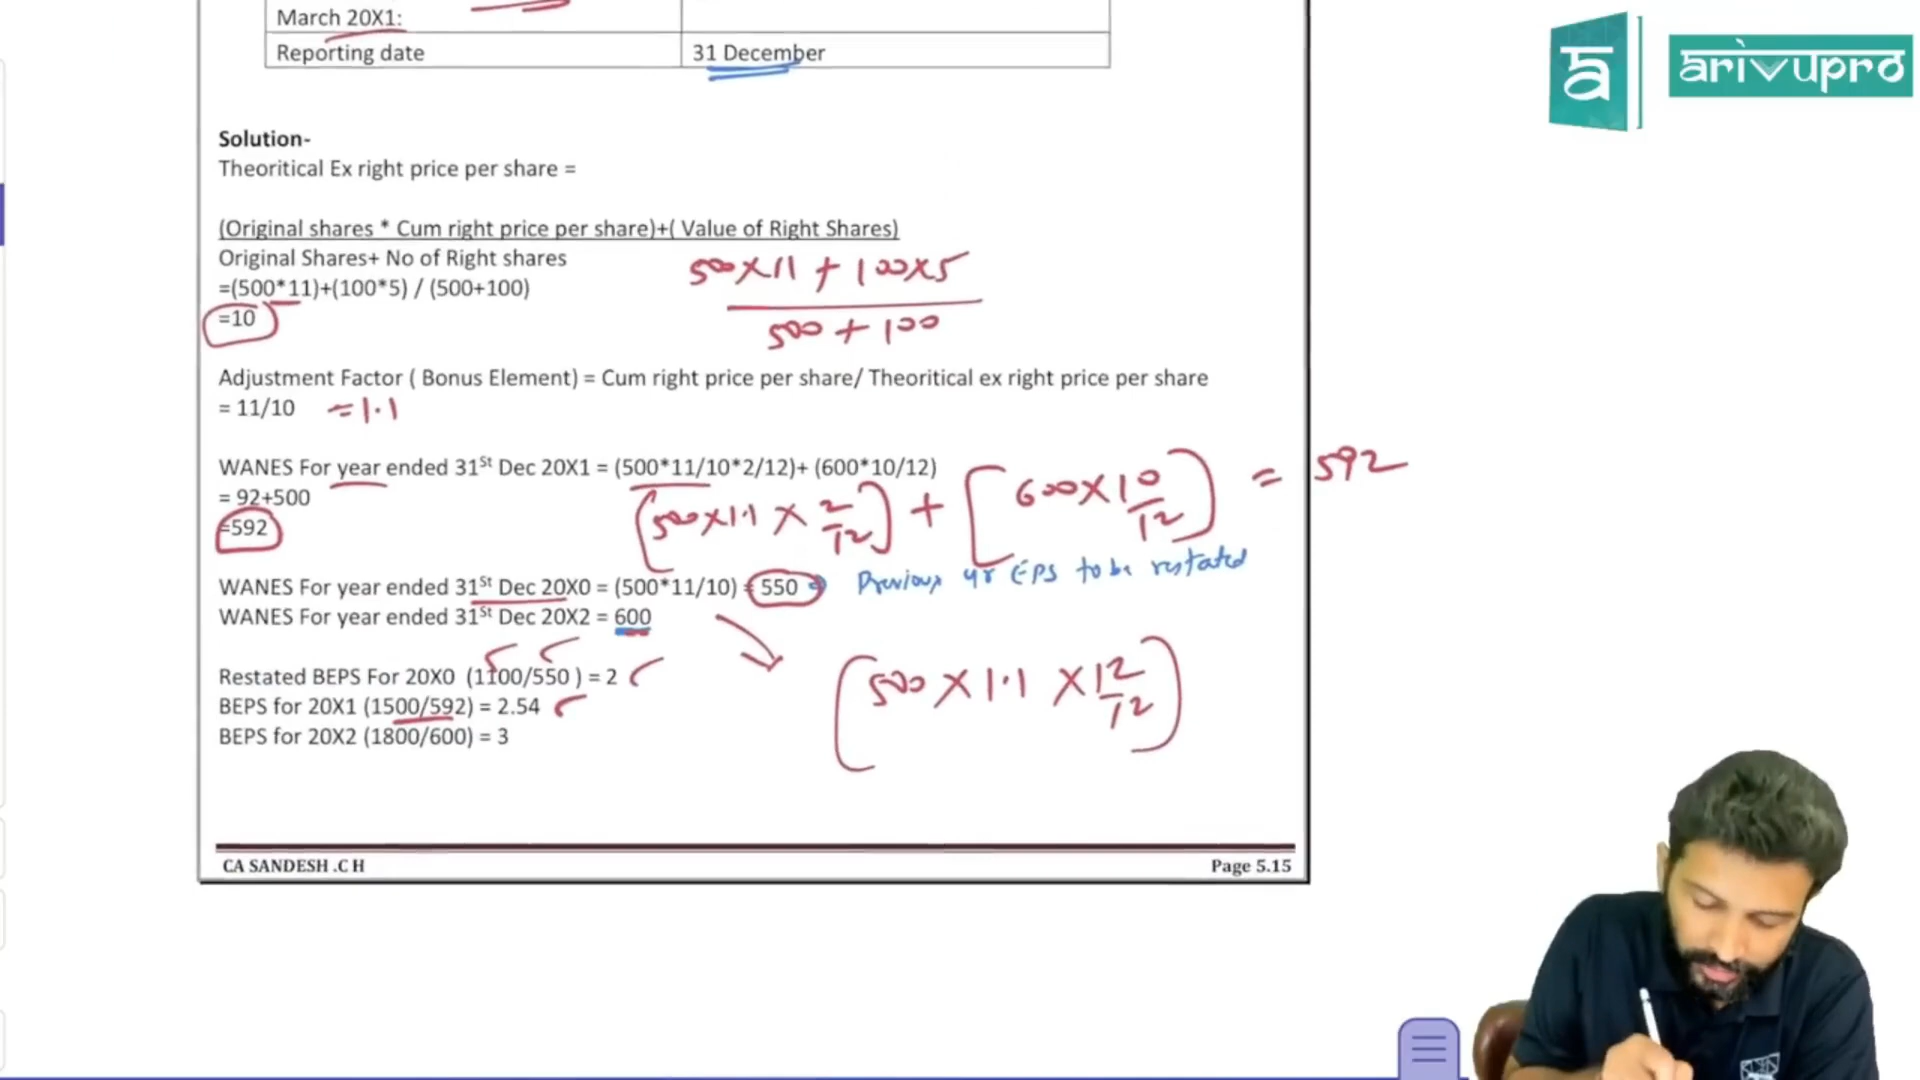 March 20X1:
Reporting date 31 December
ā arivupro
Solution-
Theoritical Ex right price per share =
(Original shares * Cum right price per share)+( Value of Right Shares)
Original Shares+ No of Right shares
=(500*11)+(100*5) / (500+100)
=10
500 X 11 + 100 X 5
500 + 100
Adjustment Factor ( Bonus Element) = Cum right price per share/ Theoritical ex right price per share
= 11/10 = 1.1
WANES For year ended 31St Dec 20X1 = (500*11/10*2/12)+ (600*10/12)
= 92+500
=592
(500 X 1.1 X 2/12) + [600 X 10/12] = 592
WANES For year ended 31St Dec 20X0 = (500*11/10) = 550 Previous yr EPS to be restated
WANES For year ended 31St Dec 20X2 = 600
(500 X 1.1 X 12/12)
Restated BEPS For 20X0 (1100/550 ) = 2
BEPS for 20X1 (1500/592) = 2.54
BEPS for 20X2 (1800/600) = 3
CA SANDESH .C H Page 5.15